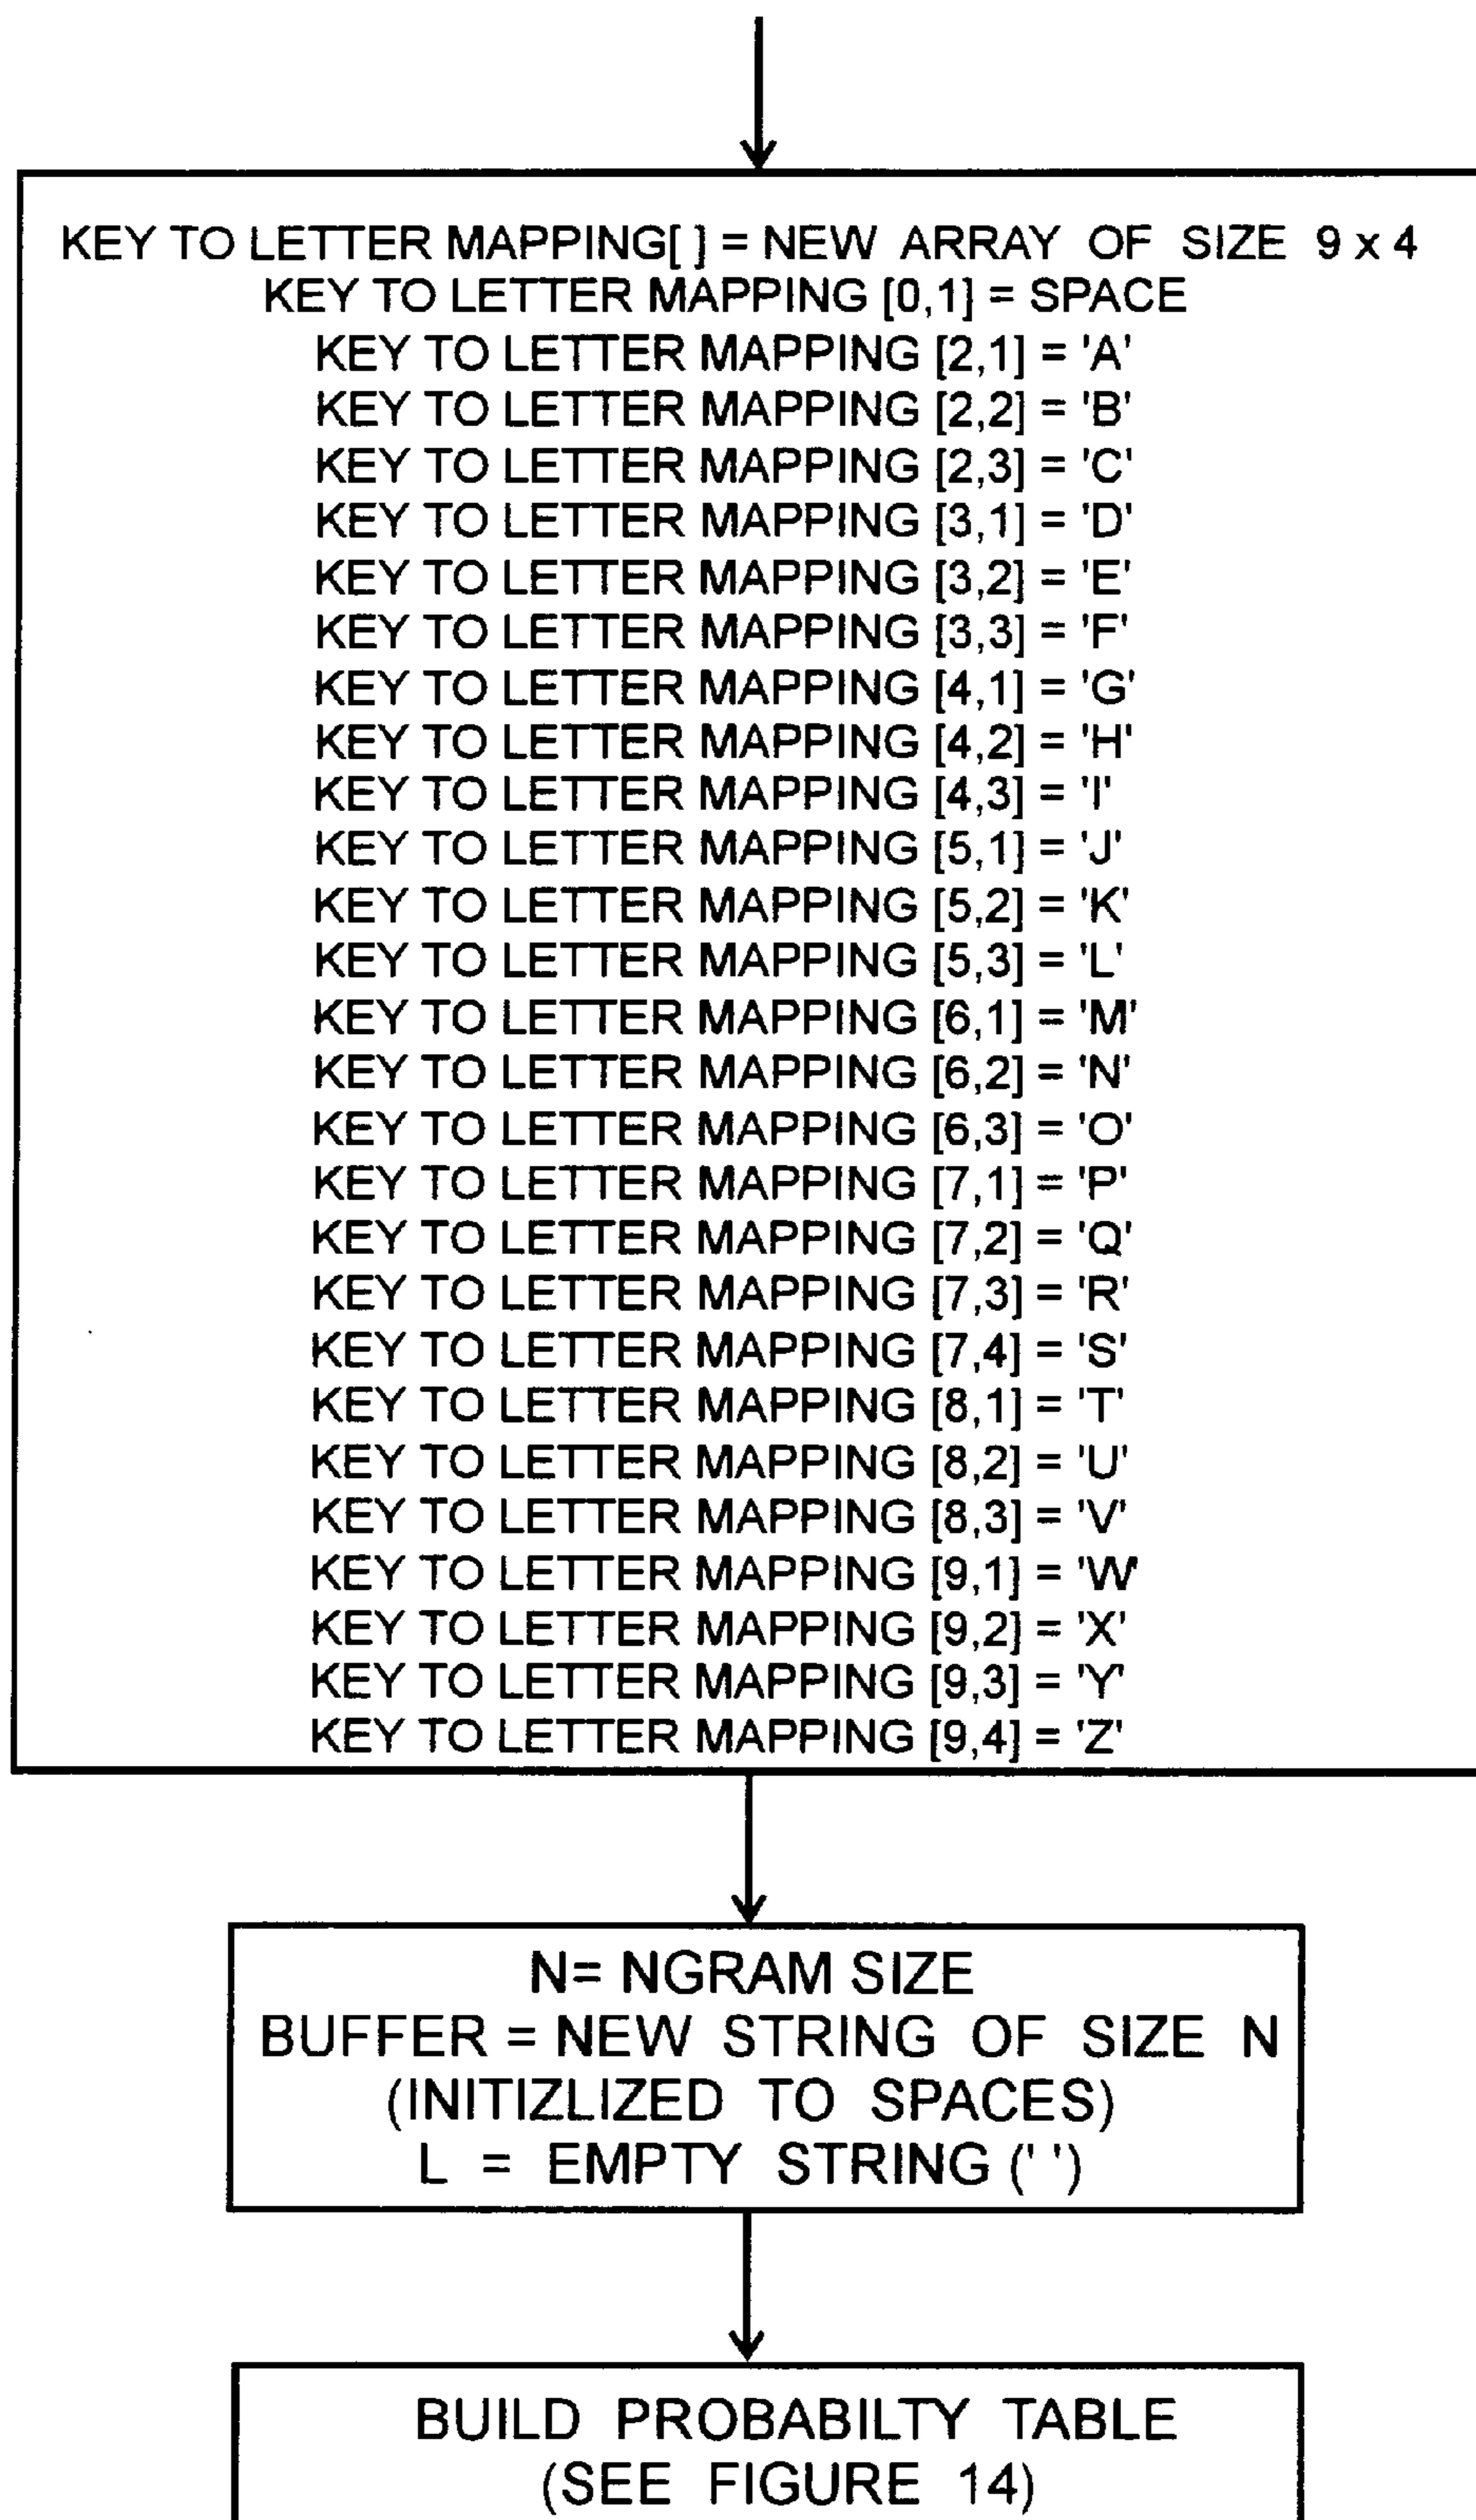 KEY TO LETTER MAPPING[ ] = NEW ARRAY OF SIZE 9 x 4
KEY TO LETTER MAPPING [0,1] = SPACE
KEY TO LETTER MAPPING [2,1] = 'A'
KEY TO LETTER MAPPING [2,2] = 'B'
KEY TO LETTER MAPPING [2,3] = 'C'
KEY TO LETTER MAPPING [3,1] = 'D'
KEY TO LETTER MAPPING [3,2] = 'E'
KEY TO LETTER MAPPING [3,3] = 'F'
KEY TO LETTER MAPPING [4,1] = 'G'
KEY TO LETTER MAPPING [4,2] = 'H'
KEY TO LETTER MAPPING [4,3] = 'I'
KEY TO LETTER MAPPING [5,1] = 'J'
KEY TO LETTER MAPPING [5,2] = 'K'
KEY TO LETTER MAPPING [5,3] = 'L'
KEY TO LETTER MAPPING [6,1] = 'M'
KEY TO LETTER MAPPING [6,2] = 'N'
KEY TO LETTER MAPPING [6,3] = 'O'
KEY TO LETTER MAPPING [7,1] = 'P'
KEY TO LETTER MAPPING [7,2] = 'Q'
KEY TO LETTER MAPPING [7,3] = 'R'
KEY TO LETTER MAPPING [7,4] = 'S'
KEY TO LETTER MAPPING [8,1] = 'T'
KEY TO LETTER MAPPING [8,2] = 'U'
KEY TO LETTER MAPPING [8,3] = 'V'
KEY TO LETTER MAPPING [9,1] = 'W'
KEY TO LETTER MAPPING [9,2] = 'X'
KEY TO LETTER MAPPING [9,3] = 'Y'
KEY TO LETTER MAPPING [9,4] = 'Z'
N= NGRAM SIZE
BUFFER = NEW STRING OF SIZE N
(INITIZLIZED TO SPACES)
L = EMPTY STRING (' ')
BUILD PROBABILTY TABLE
(SEE FIGURE 14)